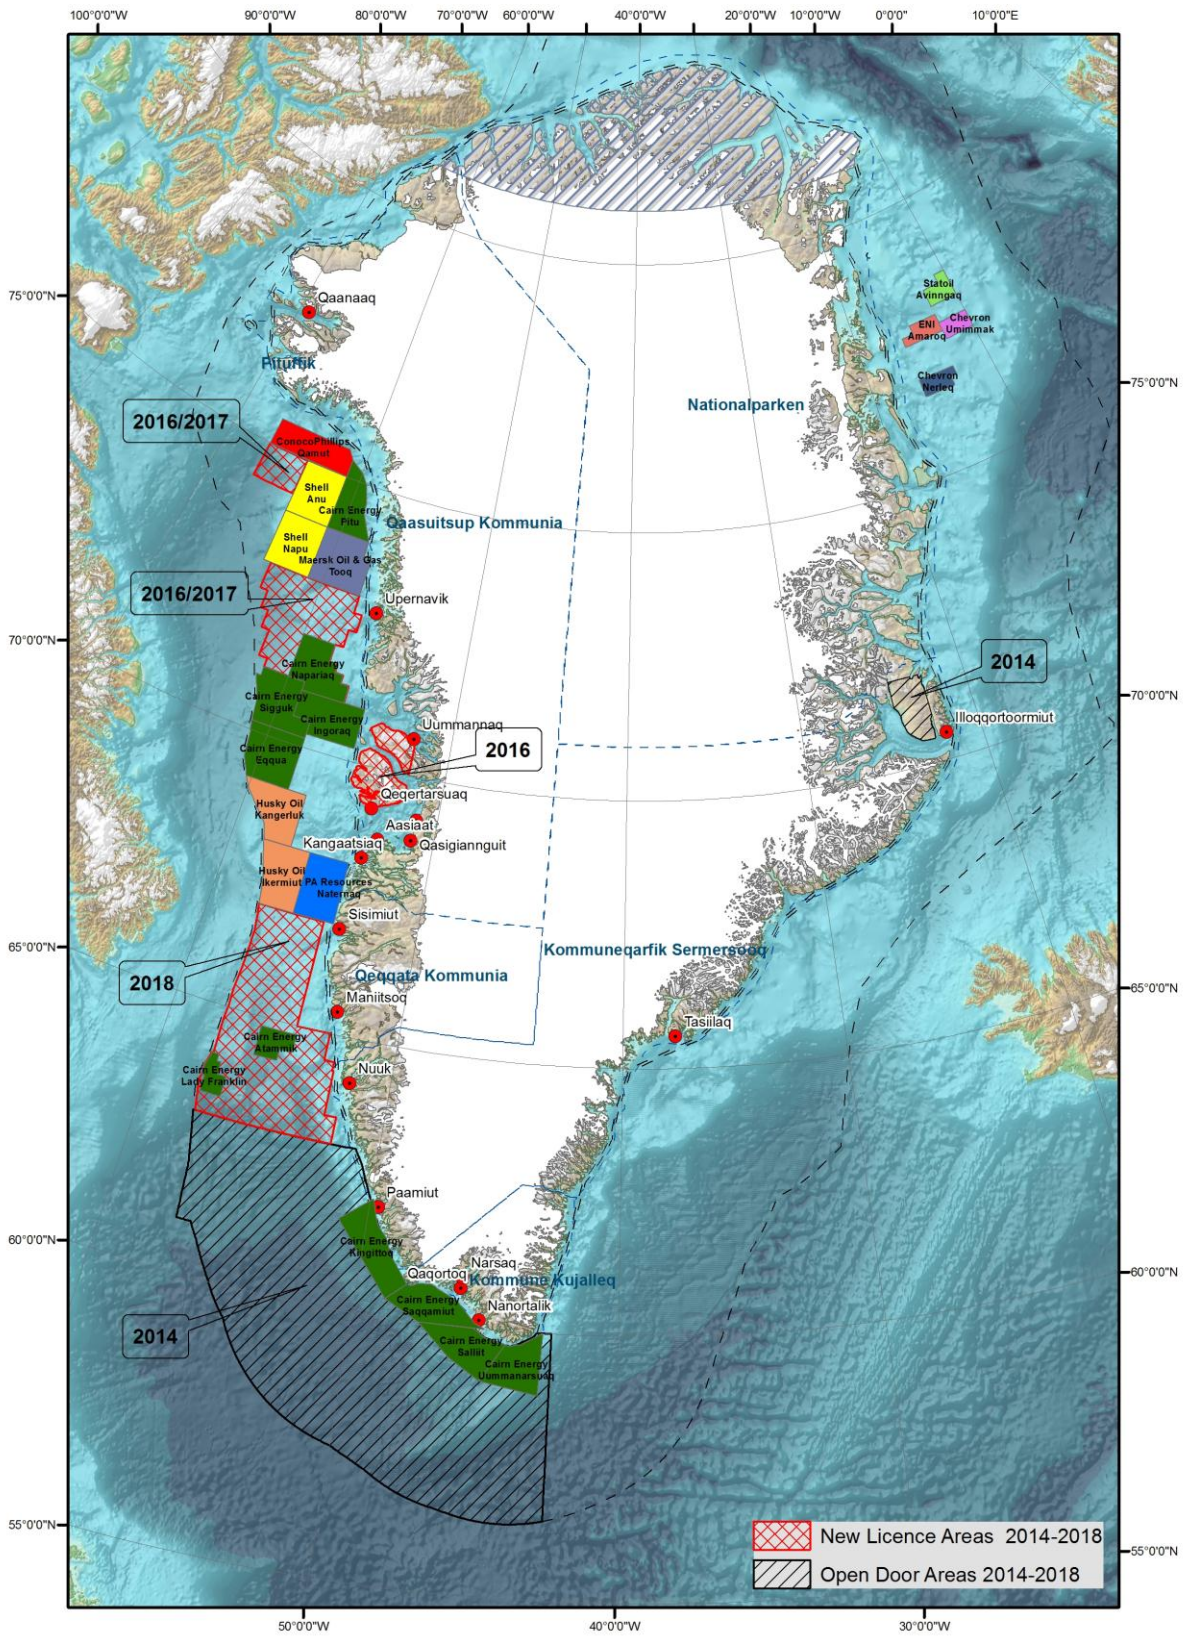 100°0'0"W
90°0'0"W
80°0'0"W
70°0'0"W
60°0'0"W
40°0'0"W
20°0'0"W
10°0'0"W
0°0'0"
10°0'0"E
75°0'0"N
70°0'0"N
65°0'0"N
60°0'0"N
55°0'0"N
75°0'0"N
70°0'0"N
65°0'0"N
60°0'0"N
55°0'0"N
50°0'0"W
40°0'0"W
30°0'0"W
Qaanaaq
Pituffik
Statoil
Avinngaq
Chevron
Umimmak
ENI
Amaroq
Chevron
Nerleq
Nationalparken
2016/2017
ConocoPhillips
Qamut
Shell
Anu
Cairn Energy
Pitu
Qaasuitsup Kommunia
Shell
Napu
Maersk Oil & Gas
Tooq
2016/2017
Upernavik
Cairn Energy
Napariaq
Cairn Energy
Sigguk
Cairn Energy
Ingoraq
Cairn Energy
Eqqua
2014
Illoqqortoormiut
Uummannaq
2016
Qeqertarsuaq
Husky Oil
Kangerluk
Aasiaat
Kangaatsiaq
Qasigiannguit
Husky Oil
Ikermiut
PA Resources
Naternaq
Sisimiut
Kommuneqarfik Sermersooq
Qeqqata Kommunia
2018
Maniitsoq
Tasiilaq
Cairn Energy
Atammik
Cairn Energy
Lady Franklin
Nuuk
Paamiut
Cairn Energy
Kingittoq
Narsaq
Qaqortoq
Kommune Kujalleq
Cairn Energy
Saqqamiut
Nanortalik
2014
Cairn Energy
Salliit
Cairn Energy
Uummanarsuaq
New Licence Areas 2014-2018
Open Door Areas 2014-2018